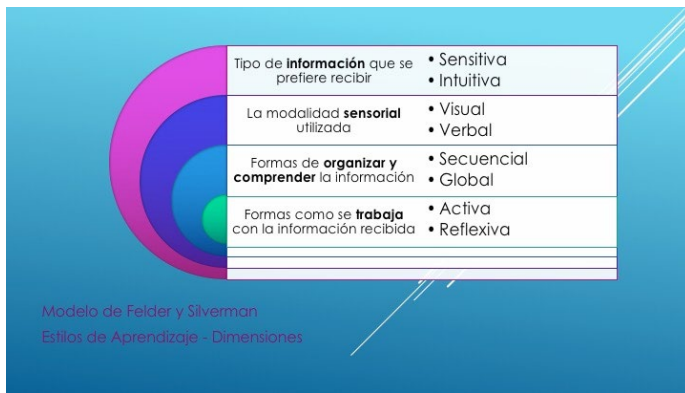 Tipo de información que se
prefiere recibir
• Sensitiva
• Intuitiva
La modalidad sensorial
utilizada
• Visual
• Verbal
Formas de organizar y
comprender la información
• Secuencial
• Global
Formas como se trabaja
con la información recibida
• Activa
• Reflexiva
Modelo de Felder y Silverman
Estilos de Aprendizaje - Dimensiones